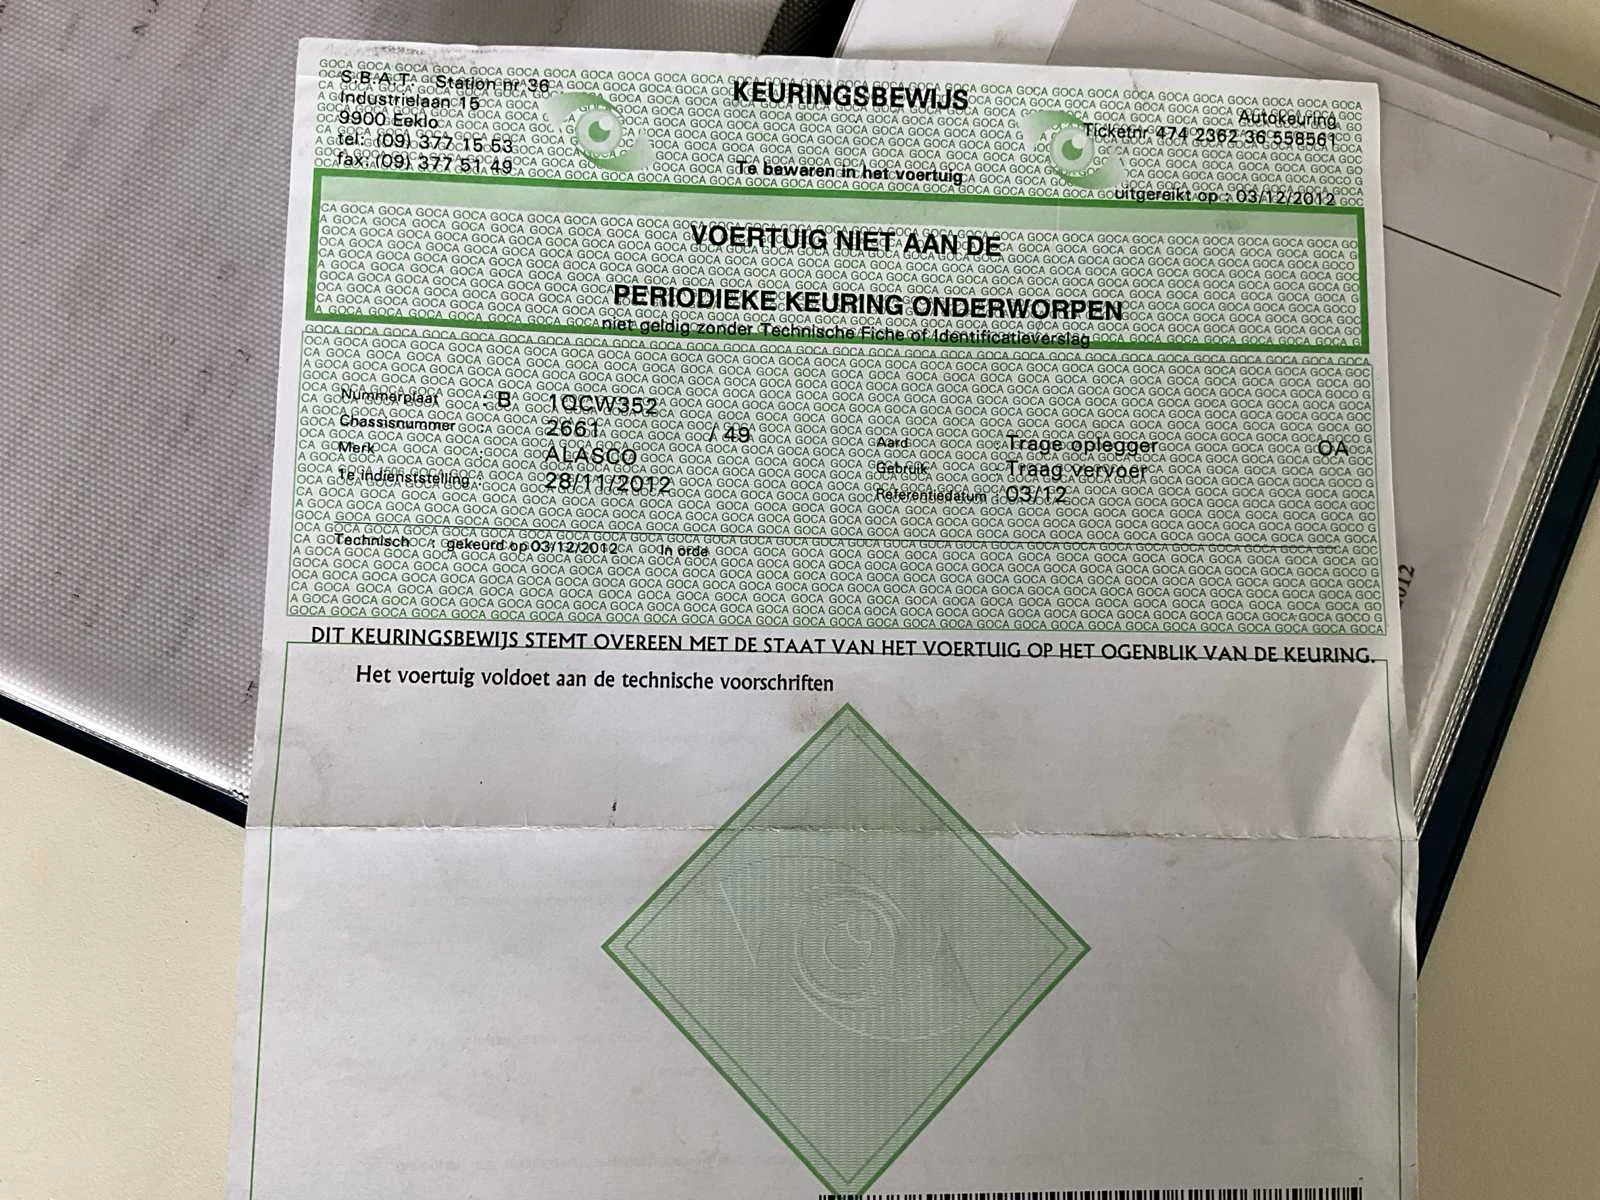 S.B.A.T. Station nr 36
Industrielaan 15
9900 Eeklo
tel: (09) 377 15 53
fax: (09) 377 51 49
KEURINGSBEWIJS
Te bewaren in het voertuig
Autokeuring
Ticketnr 474 2362 36 558561
uitgereikt op : 03/12/2012
VOERTUIG NIET AAN DE
PERIODIEKE KEURING ONDERWORPEN
niet geldig zonder Technische Fiche of Identificatieverslag
Nummerplaat : B 1QCW352
Chassisnummer : 2661 / 49
Merk : ALASCO
1e indienststelling : 28/11/2012
Aard : Trage oplegger OA
Gebruik : Traag vervoer
Referentiedatum : 03/12
Technisch gekeurd op 03/12/2012 In orde
DIT KEURINGSBEWIJS STEMT OVEREEN MET DE STAAT VAN HET VOERTUIG OP HET OGENBLIK VAN DE KEURING.
Het voertuig voldoet aan de technische voorschriften